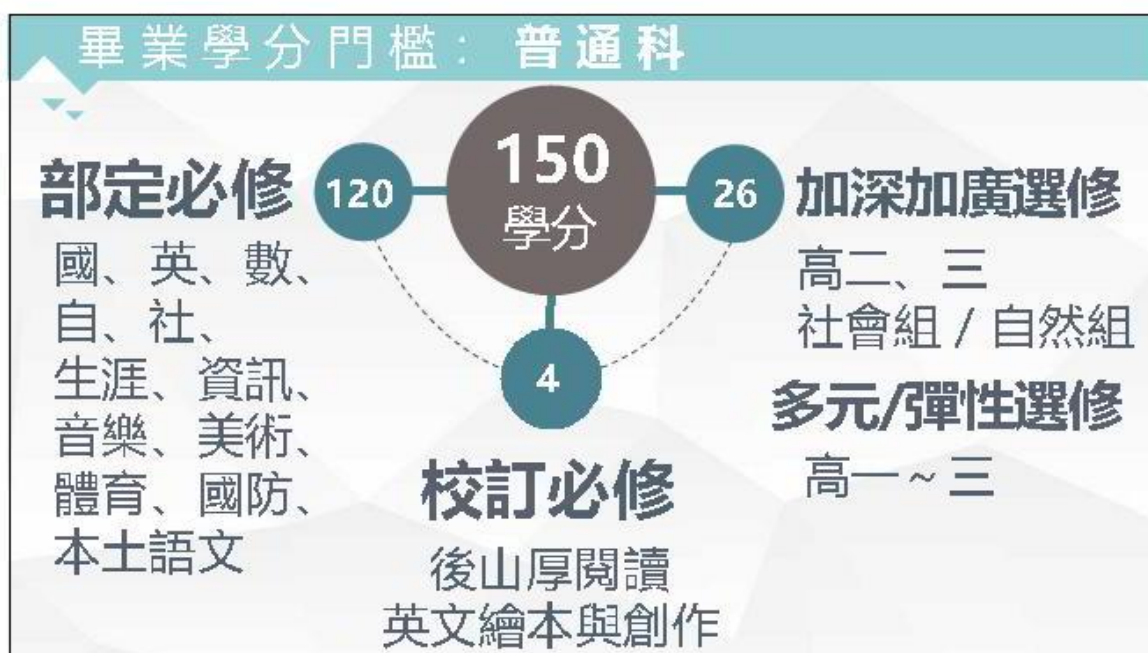 畢業學分門檻：普通科
150
學分
120
部定必修
國、英、數、
自、社、
生涯、資訊、
音樂、美術、
體育、國防、
本土語文
4
校訂必修
後山厚閱讀
英文繪本與創作
26
加深加廣選修
高二、三
社會組 / 自然組
多元/彈性選修
高一 ~ 三